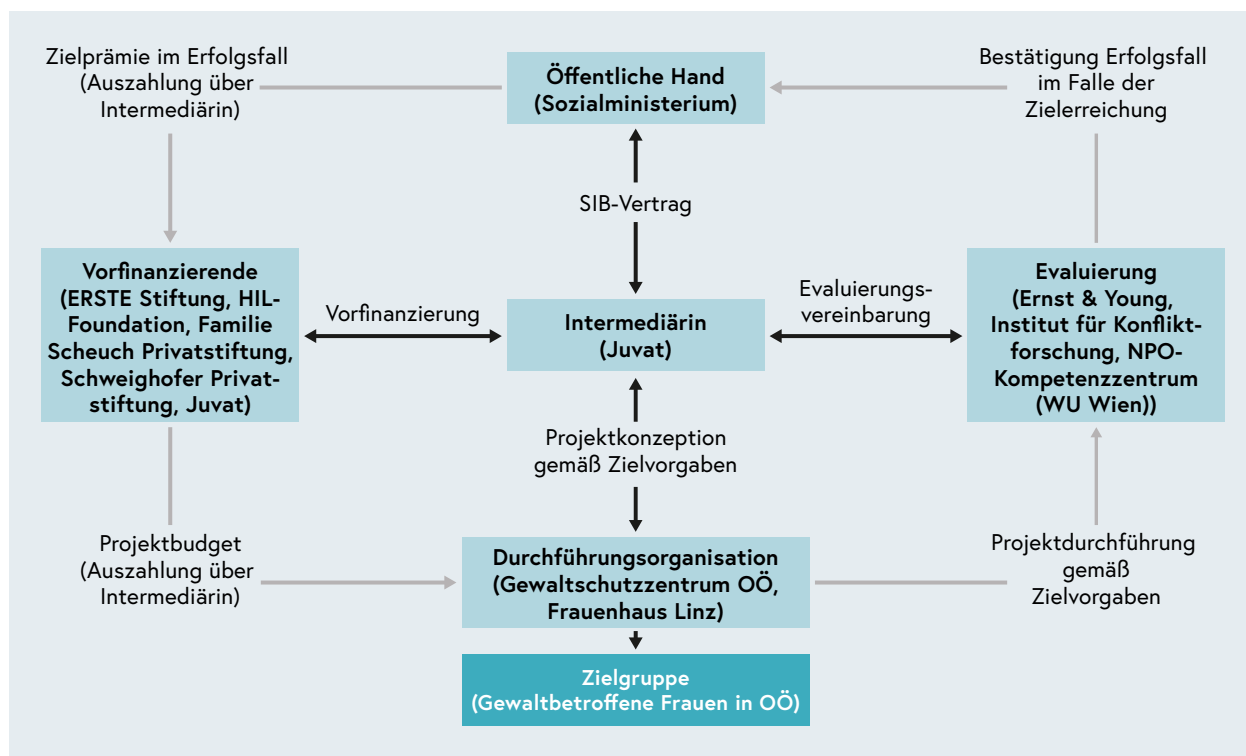 Zielprämie im Erfolgsfall
(Auszahlung über
Intermediärin)
Öffentliche Hand
(Sozialministerium)
Bestätigung Erfolgsfall
im Falle der
Zielerreichung
SIB-Vertrag
Vorfinanzierende
(ERSTE Stiftung, HIL-
Foundation, Familie
Scheuch Privatstiftung,
Schweighofer Privat-
stiftung, Juvat)
Vorfinanzierung
Intermediärin
(Juvat)
Evaluierungs-
vereinbarung
Evaluierung
(Ernst & Young,
Institut für Konflikt-
forschung, NPO-
Kompetenzzentrum
(WU Wien))
Projektkonzeption
gemäß Zielvorgaben
Projektbudget
(Auszahlung über
Intermediärin)
Durchführungsorganisation
(Gewaltschutzzentrum OÖ,
Frauenhaus Linz)
Projektdurchführung
gemäß
Zielvorgaben
Zielgruppe
(Gewaltbetroffene Frauen in OÖ)